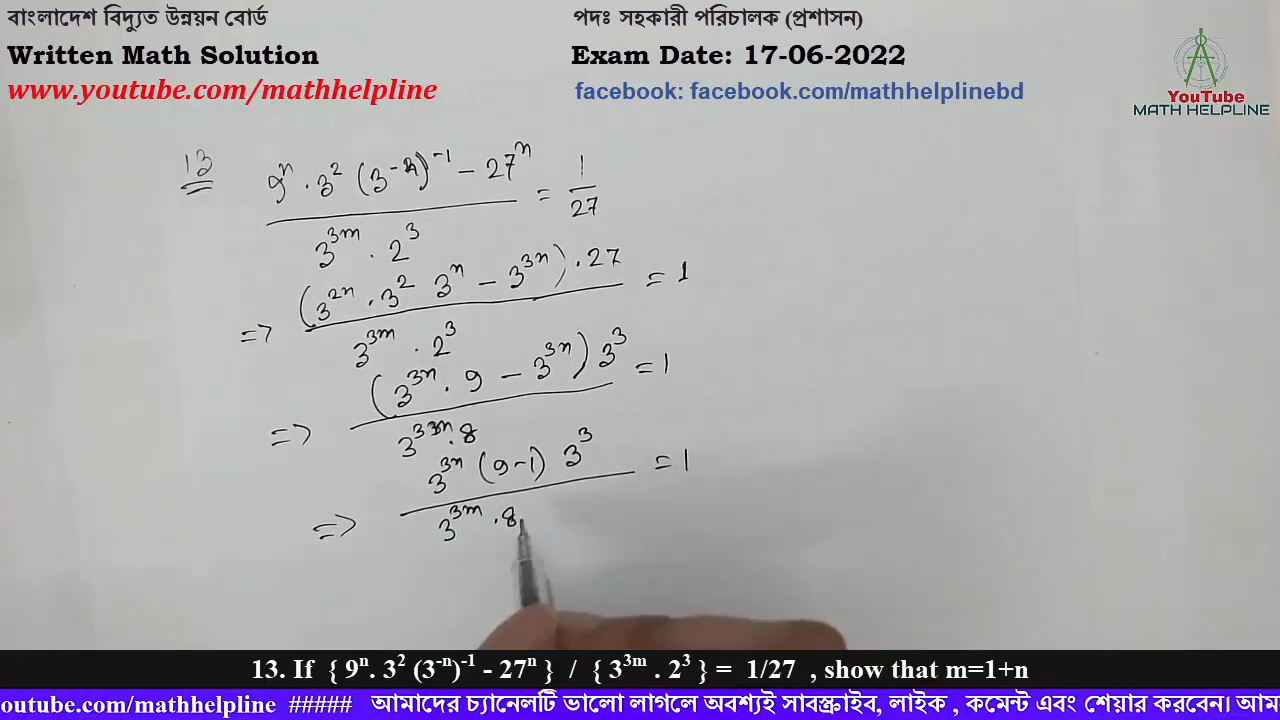 বাংলাদেশ বিদ্যুত উন্নয়ন বোর্ড
পদঃ সহকারী পরিচালক (প্রশাসন)
Written Math Solution
Exam Date: 17-06-2022
www.youtube.com/mathhelpline
facebook: facebook.com/mathhelplinebd
YouTube
MATH HELPLINE
13
9ⁿ · 3² (3⁻ⁿ)⁻¹ − 27ⁿ / 3³ᵐ · 2³ = 1/27
=> (3²ⁿ · 3² 3ⁿ − 3³ⁿ) · 27 / 3³ᵐ · 2³ = 1
=> (3³ⁿ · 9 − 3³ⁿ) 3³ / 3³ᵐ · 8 = 1
=> 3³ⁿ (9−1) 3³ / 3³ᵐ · 8 = 1
13. If { 9ⁿ. 3² (3⁻ⁿ)⁻¹ - 27ⁿ } / { 3³ᵐ . 2³ } = 1/27 , show that m=1+n
outube.com/mathhelpline ##### আমাদের চ্যানেলটি ভালো লাগলে অবশ্যই সাবস্ক্রাইব, লাইক , কমেন্ট এবং শেয়ার করবেন। আম